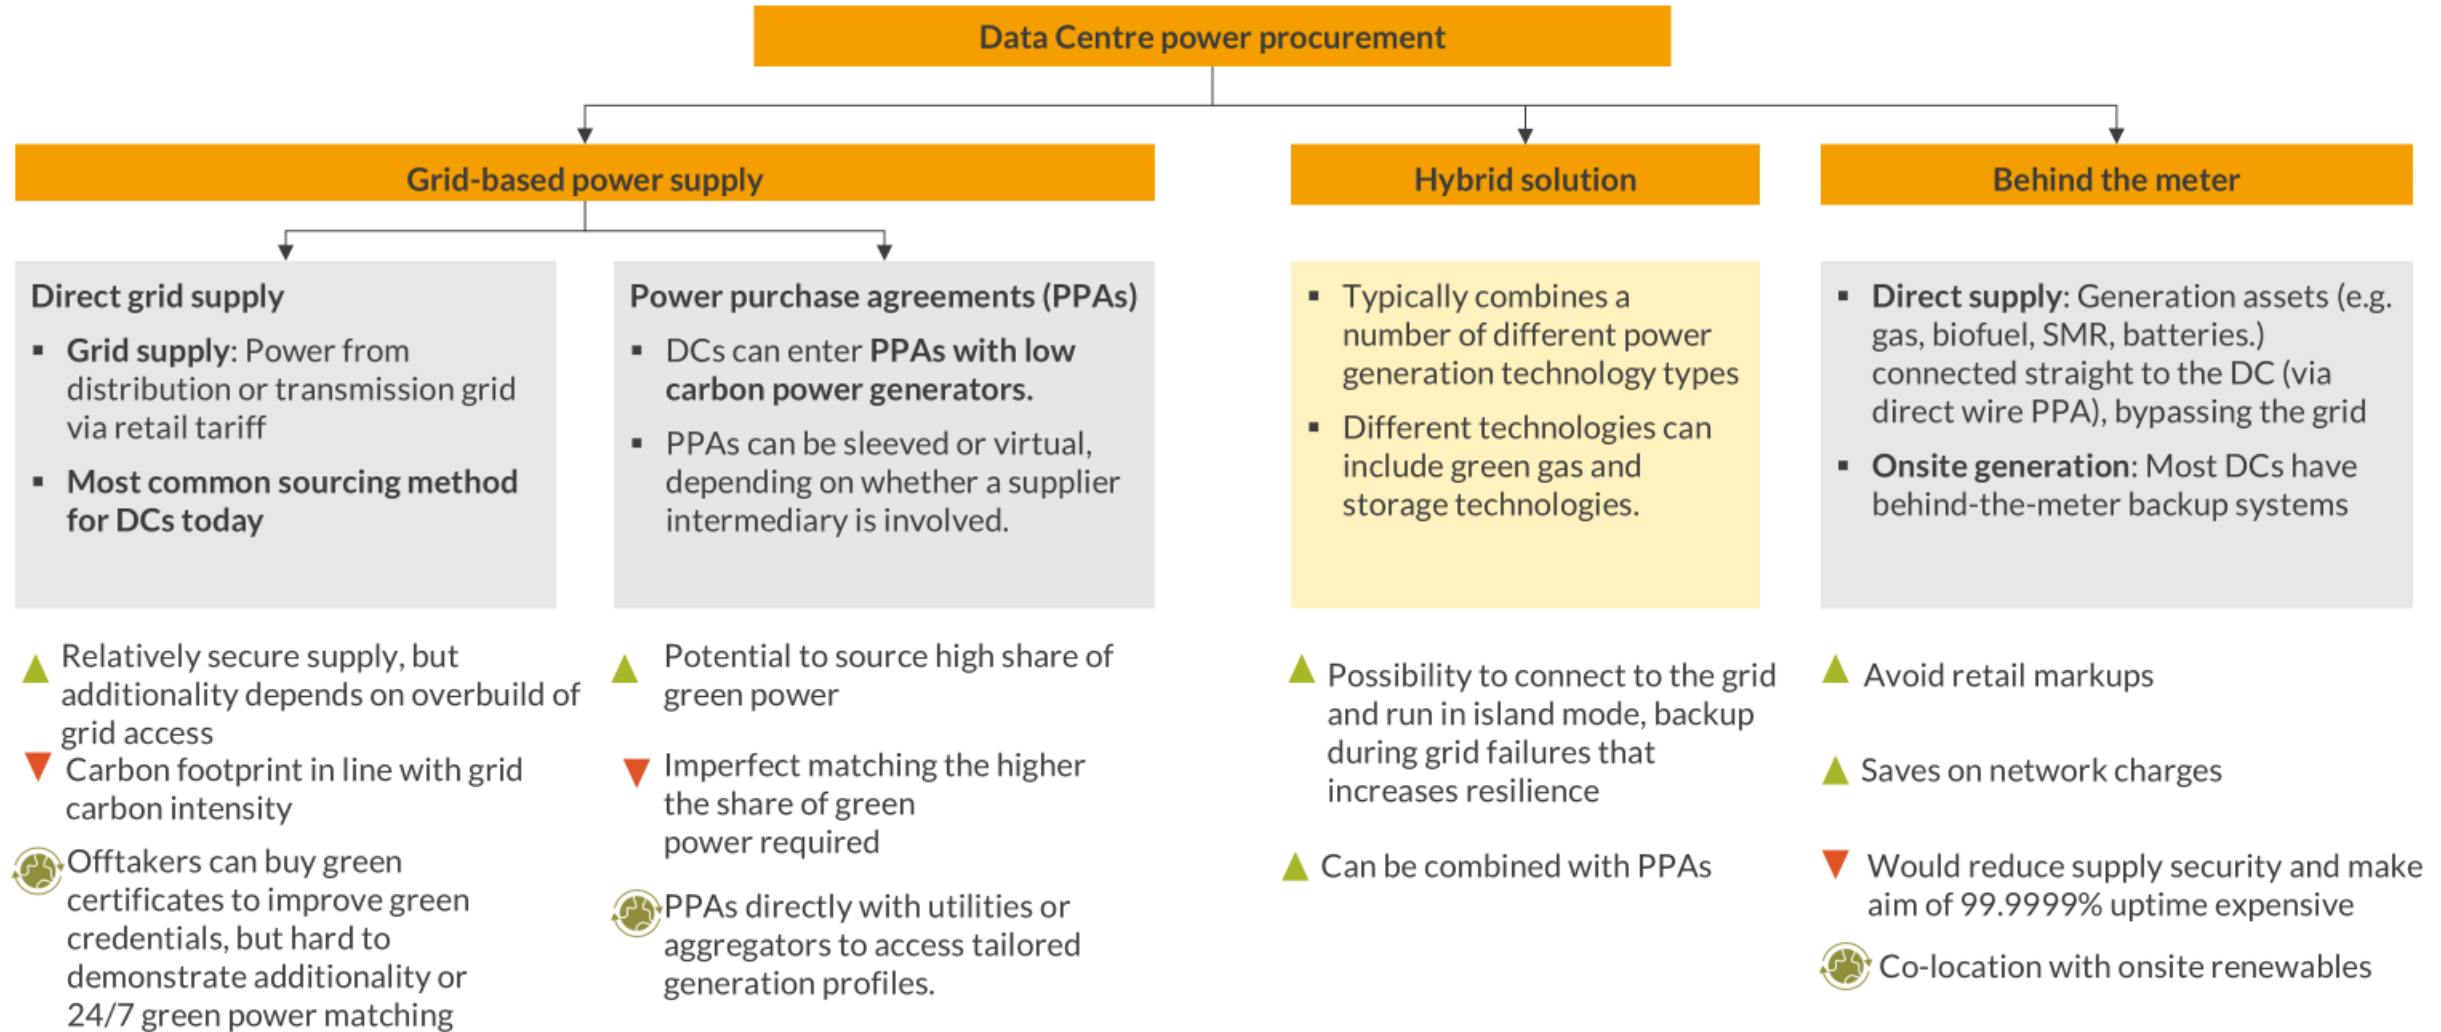 Data Centre power procurement
Grid-based power supply
Direct grid supply
▪ Grid supply: Power from
distribution or transmission grid
via retail tariff
▪ Most common sourcing method
for DCs today
Relatively secure supply, but
additionality depends on overbuild of
grid access
Carbon footprint in line with grid
carbon intensity
Offtakers can buy green
certificates to improve green
credentials, but hard to
demonstrate additionality or
24/7 green power matching
Power purchase agreements (PPAs)
▪ DCs can enter PPAs with low
carbon power generators.
▪ PPAs can be sleeved or virtual,
depending on whether a supplier
intermediary is involved.
Potential to source high share of
green power
Imperfect matching the higher
the share of green
power required
PPAs directly with utilities or
aggregators to access tailored
generation profiles.
Hybrid solution
▪ Typically combines a
number of different power
generation technology types
▪ Different technologies can
include green gas and
storage technologies.
Possibility to connect to the grid
and run in island mode, backup
during grid failures that
increases resilience
Can be combined with PPAs
Behind the meter
▪ Direct supply: Generation assets (e.g.
gas, biofuel, SMR, batteries.)
connected straight to the DC (via
direct wire PPA), bypassing the grid
▪ Onsite generation: Most DCs have
behind-the-meter backup systems
Avoid retail markups
Saves on network charges
Would reduce supply security and make
aim of 99.9999% uptime expensive
Co-location with onsite renewables